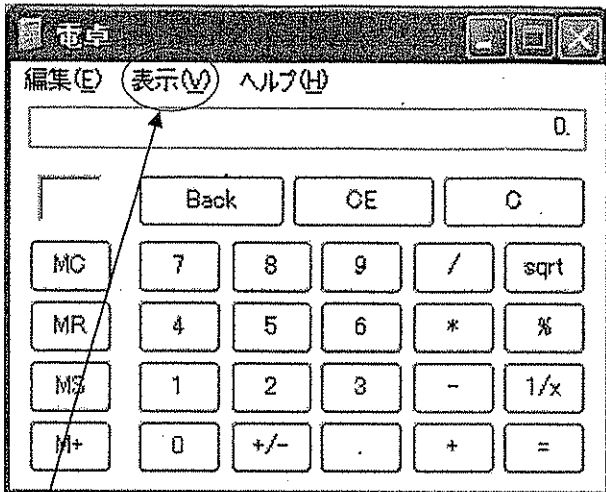 電卓
編集(E) 表示(V) ヘルプ(H)
0.
Back CE C
MC 7 8 9 / sqrt
MR 4 5 6 * %
MS 1 2 3 - 1/x
M+ 0 +/- . + =